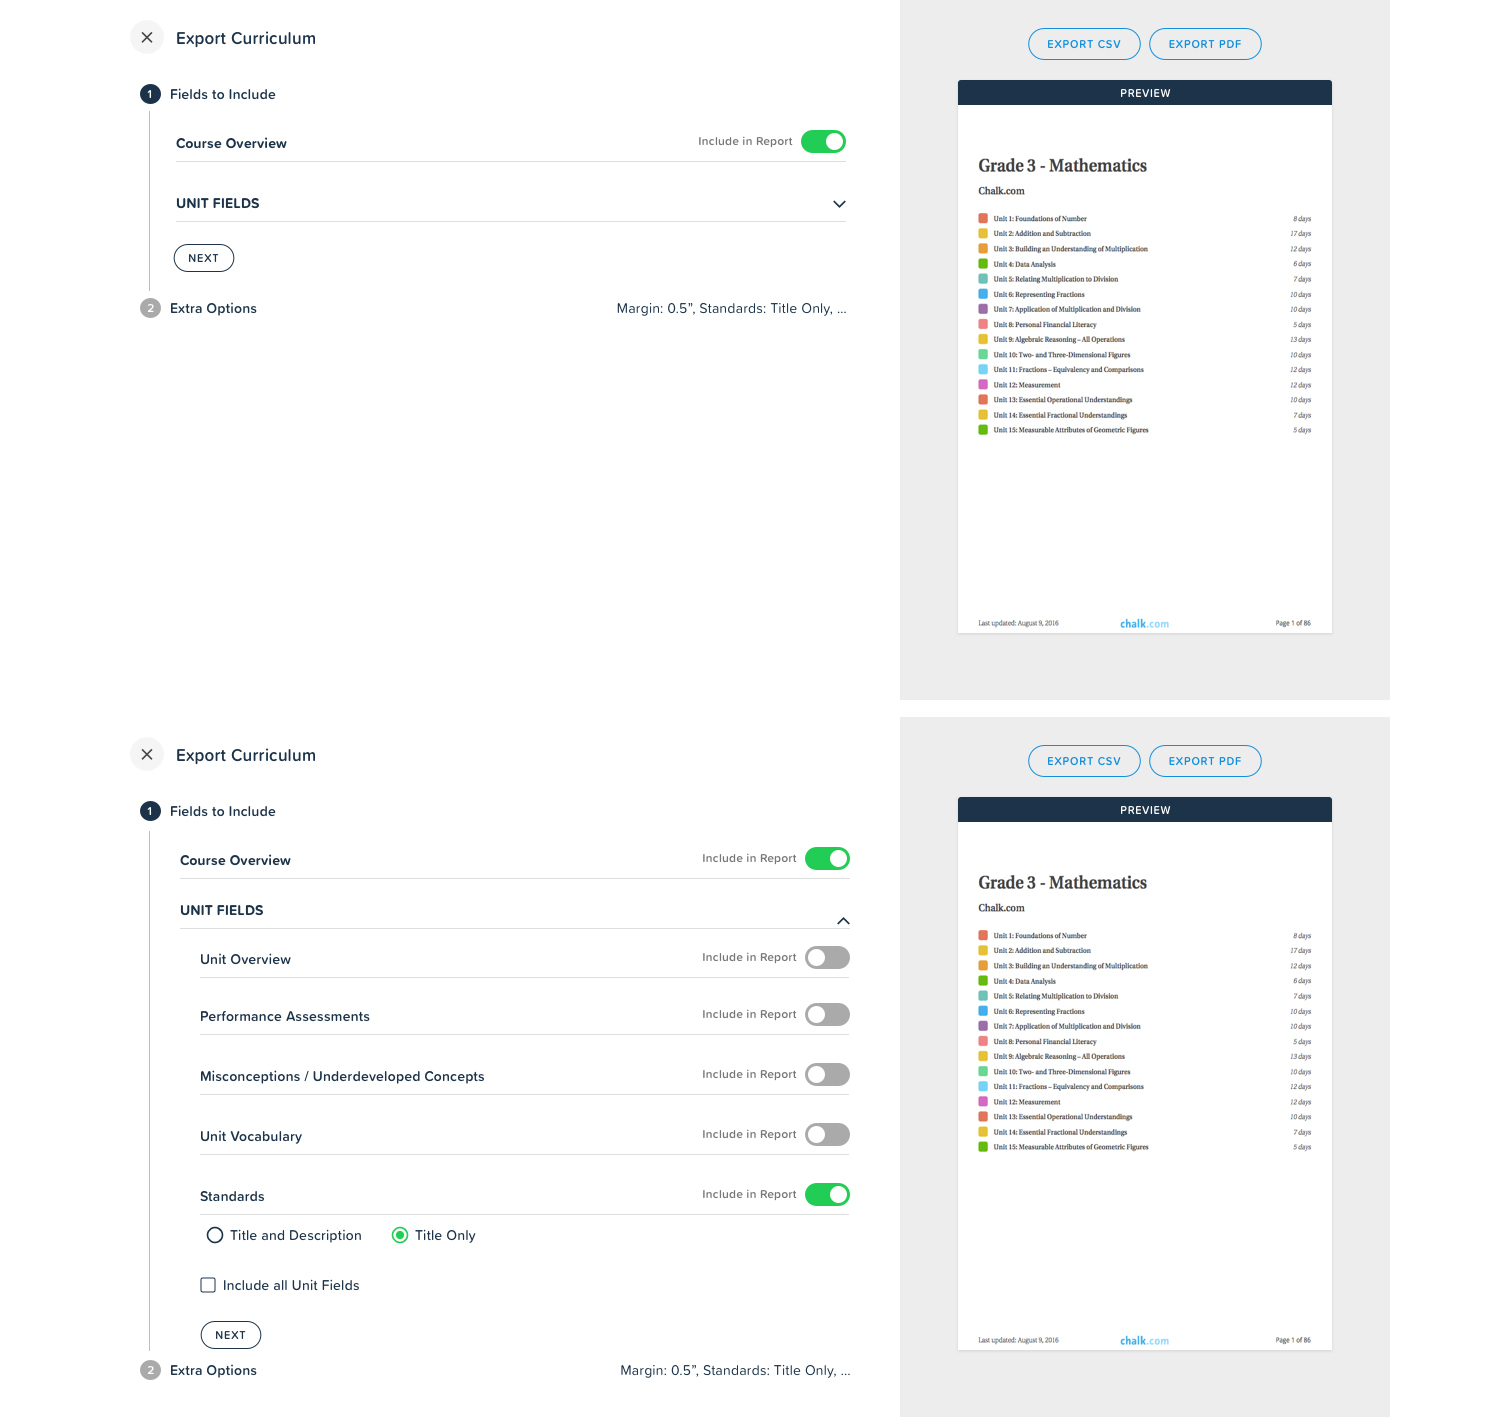 Export Curriculum
1 Fields to Include
Course Overview Include in Report
UNIT FIELDS
NEXT
2 Extra Options Margin: 0.5”, Standards: Title Only, ...
EXPORT CSV EXPORT PDF
PREVIEW
Grade 3 - Mathematics
Chalk.com
Unit 1: Foundations of Number 8 days
Unit 2: Addition and Subtraction 17 days
Unit 3: Building an Understanding of Multiplication 12 days
Unit 4: Data Analysis 6 days
Unit 5: Relating Multiplication to Division 7 days
Unit 6: Representing Fractions 10 days
Unit 7: Application of Multiplication and Division 10 days
Unit 8: Personal Financial Literacy 5 days
Unit 9: Algebraic Reasoning – All Operations 13 days
Unit 10: Two- and Three-Dimensional Figures 10 days
Unit 11: Fractions – Equivalency and Comparisons 12 days
Unit 12: Measurement 12 days
Unit 13: Essential Operational Understandings 10 days
Unit 14: Essential Fractional Understandings 7 days
Unit 15: Measurable Attributes of Geometric Figures 5 days
Last updated: August 9, 2016 chalk.com Page 1 of 86
Export Curriculum
1 Fields to Include
Course Overview Include in Report
UNIT FIELDS
Unit Overview Include in Report
Performance Assessments Include in Report
Misconceptions / Underdeveloped Concepts Include in Report
Unit Vocabulary Include in Report
Standards Include in Report
Title and Description Title Only
Include all Unit Fields
NEXT
2 Extra Options Margin: 0.5”, Standards: Title Only, ...
EXPORT CSV EXPORT PDF
PREVIEW
Grade 3 - Mathematics
Chalk.com
Unit 1: Foundations of Number 8 days
Unit 2: Addition and Subtraction 17 days
Unit 3: Building an Understanding of Multiplication 12 days
Unit 4: Data Analysis 6 days
Unit 5: Relating Multiplication to Division 7 days
Unit 6: Representing Fractions 10 days
Unit 7: Application of Multiplication and Division 10 days
Unit 8: Personal Financial Literacy 5 days
Unit 9: Algebraic Reasoning – All Operations 13 days
Unit 10: Two- and Three-Dimensional Figures 10 days
Unit 11: Fractions – Equivalency and Comparisons 12 days
Unit 12: Measurement 12 days
Unit 13: Essential Operational Understandings 10 days
Unit 14: Essential Fractional Understandings 7 days
Unit 15: Measurable Attributes of Geometric Figures 5 days
Last updated: August 9, 2016 chalk.com Page 1 of 86